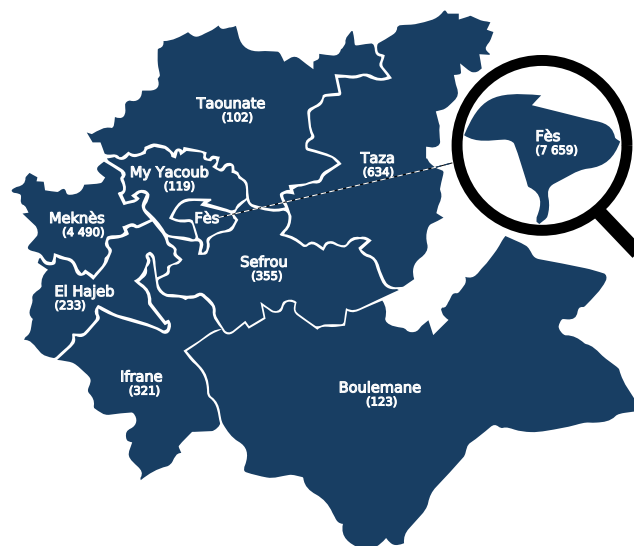 Taounate
(102)
Fès
(7 659)
Taza
(634)
My Yacoub
(119)
Meknès
(4 490)
Fès
Sefrou
(355)
El Hajeb
(233)
Ifrane
(321)
Boulemane
(123)